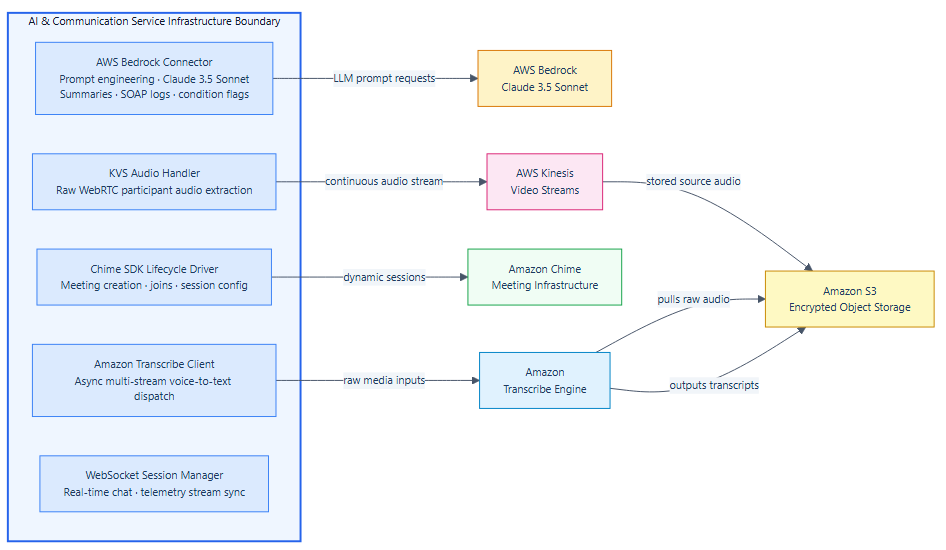 AI & Communication Service Infrastructure Boundary
AWS Bedrock Connector
Prompt engineering · Claude 3.5 Sonnet
Summaries · SOAP logs · condition flags
LLM prompt requests
AWS Bedrock
Claude 3.5 Sonnet
KVS Audio Handler
Raw WebRTC participant audio extraction
continuous audio stream
AWS Kinesis
Video Streams
stored source audio
Chime SDK Lifecycle Driver
Meeting creation · joins · session config
dynamic sessions
Amazon Chime
Meeting Infrastructure
Amazon S3
Encrypted Object Storage
pulls raw audio
Amazon Transcribe Client
Async multi-stream voice-to-text
dispatch
raw media inputs
Amazon
Transcribe Engine
outputs transcripts
WebSocket Session Manager
Real-time chat · telemetry stream sync